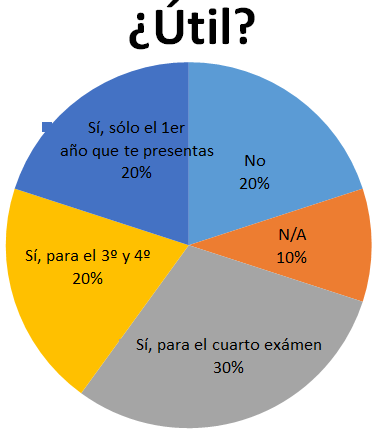 ¿Útil?
Sí, sólo el 1er
año que te presentas
20%
No
20%
N/A
10%
Sí, para el 3º y 4º
20%
Sí, para el cuarto exámen
30%